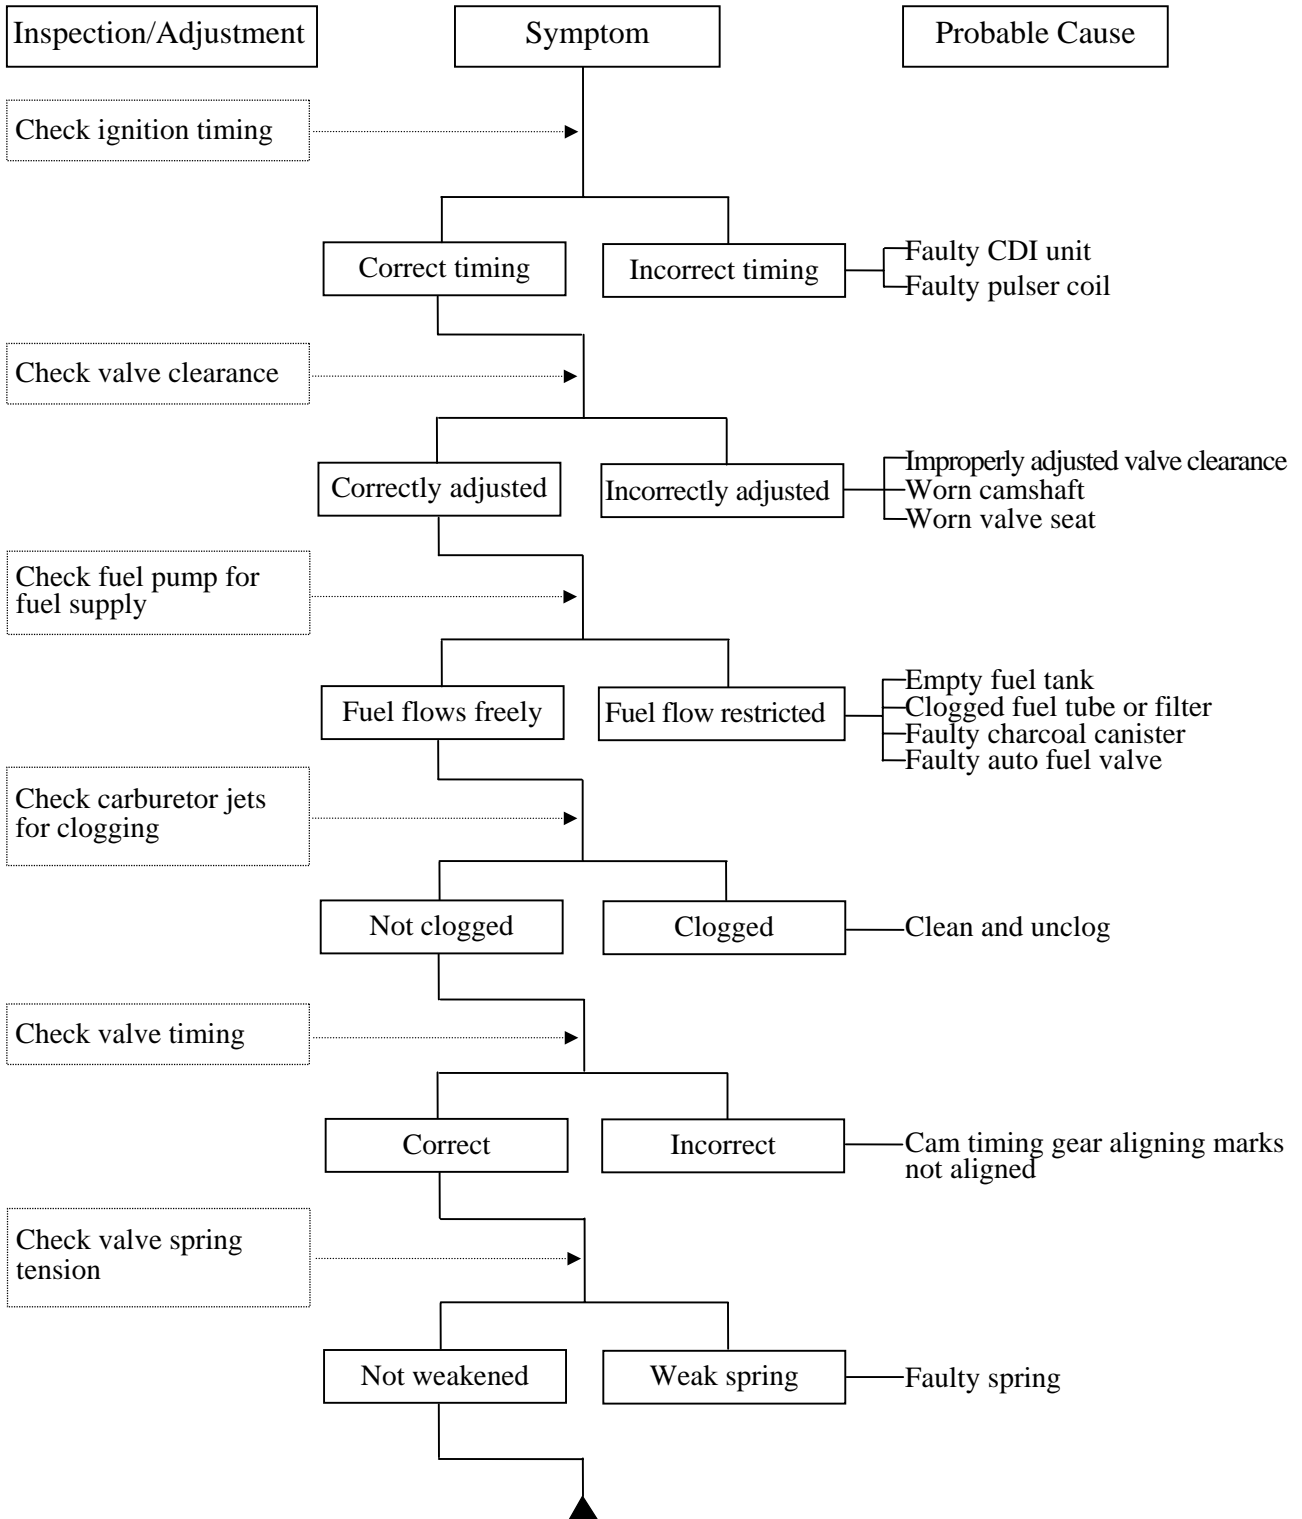 Inspection/Adjustment
Symptom
Probable Cause
Check ignition timing
Correct timing
Incorrect timing
Faulty CDI unit
Faulty pulser coil
Check valve clearance
Correctly adjusted
Incorrectly adjusted
Improperly adjusted valve clearance
Worn camshaft
Worn valve seat
Check fuel pump for
fuel supply
Fuel flows freely
Fuel flow restricted
Empty fuel tank
Clogged fuel tube or filter
Faulty charcoal canister
Faulty auto fuel valve
Check carburetor jets
for clogging
Not clogged
Clogged
Clean and unclog
Check valve timing
Correct
Incorrect
Cam timing gear aligning marks
not aligned
Check valve spring
tension
Not weakened
Weak spring
Faulty spring